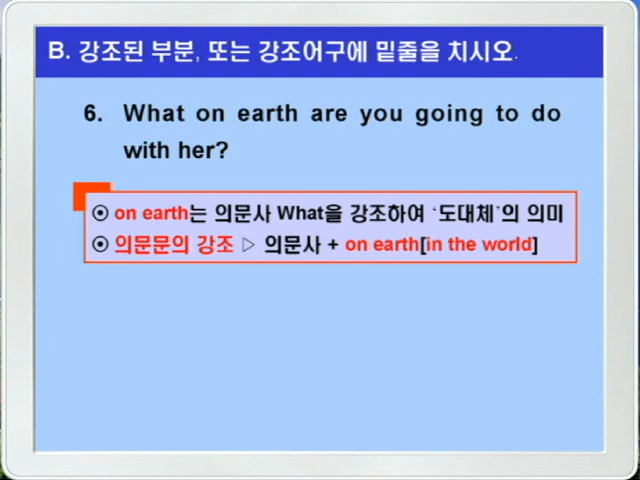 B. 강조된 부분, 또는 강조어구에 밑줄을 치시오.
6. What on earth are you going to do
with her?
⊙ on earth는 의문사 What을 강조하여 ‘도대체’의 의미
⊙ 의문문의 강조 ▷ 의문사 + on earth[in the world]